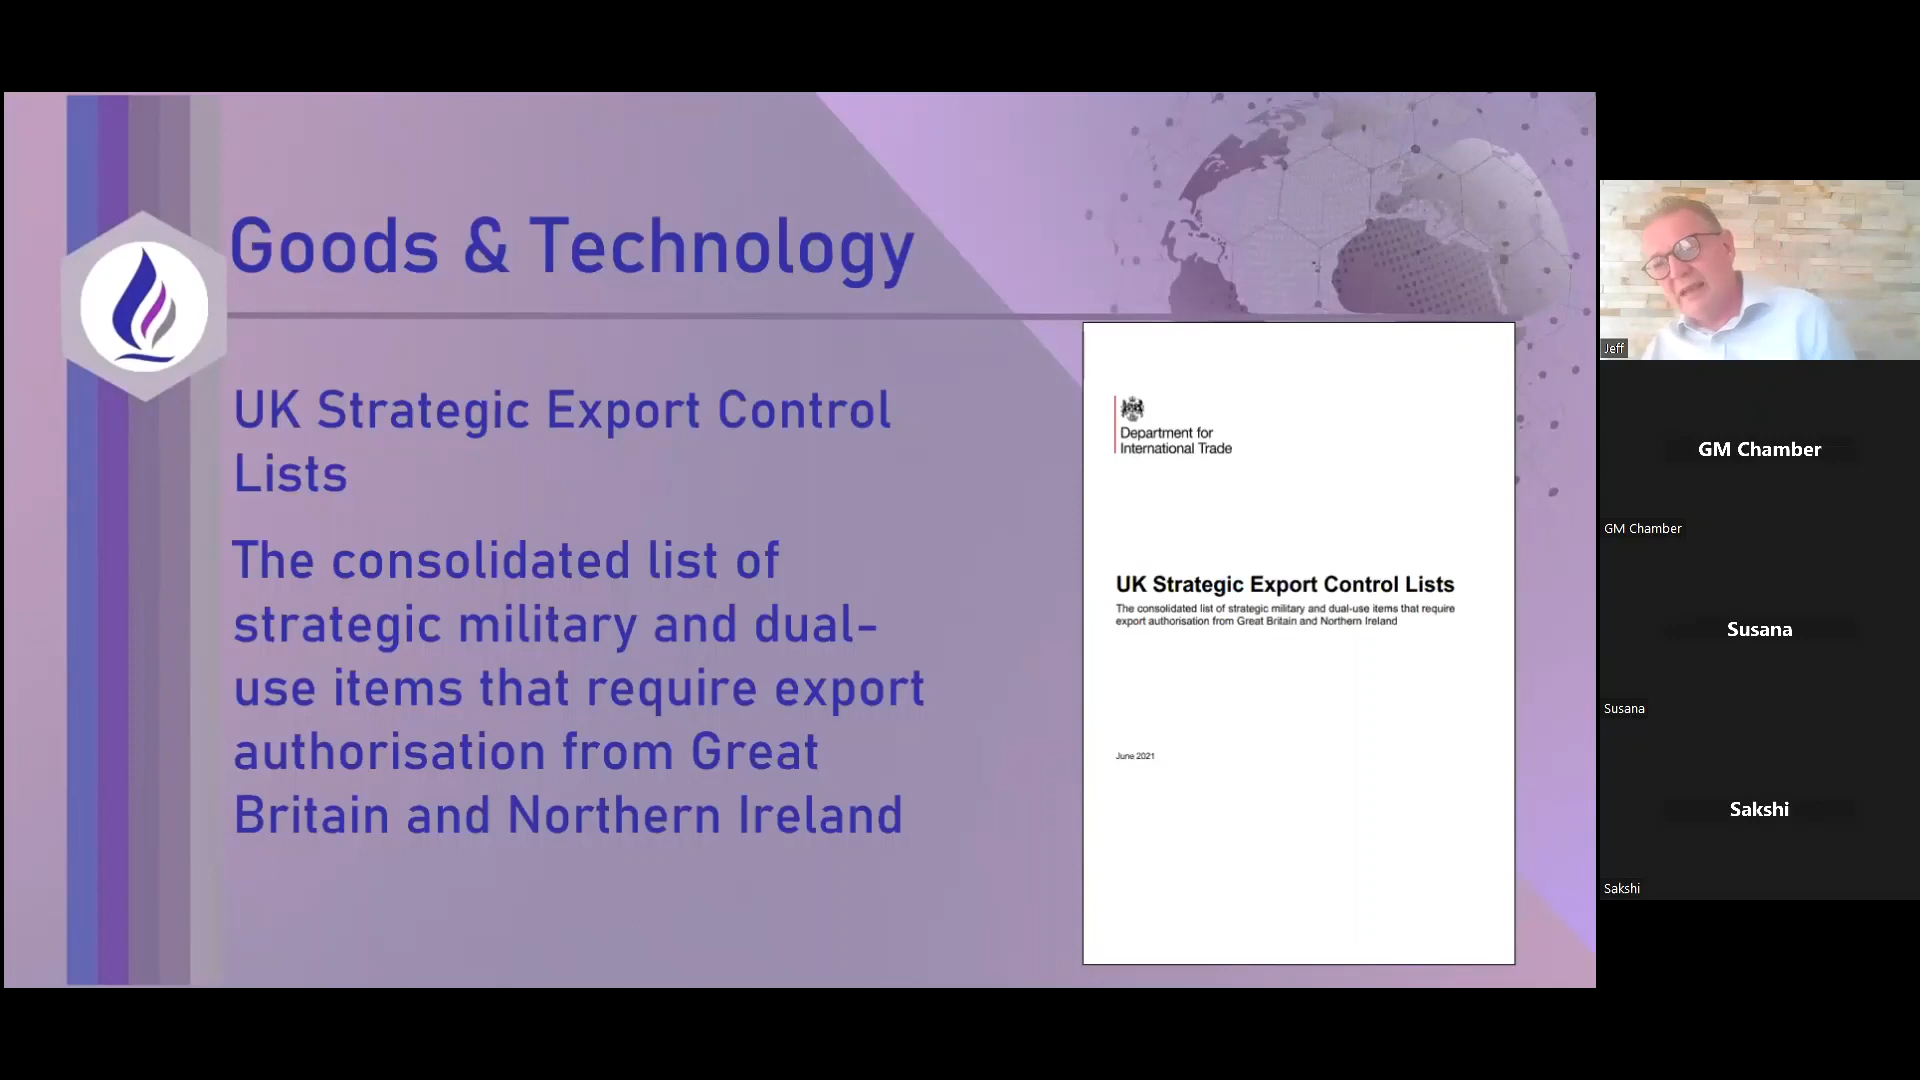 Goods & Technology
UK Strategic Export Control
Lists
The consolidated list of
strategic military and dual-
use items that require export
authorisation from Great
Britain and Northern Ireland
Department for
International Trade
UK Strategic Export Control Lists
The consolidated list of strategic military and dual-use items that require
export authorisation from Great Britain and Northern Ireland
June 2021
Jeff
GM Chamber
GM Chamber
Susana
Susana
Sakshi
Sakshi